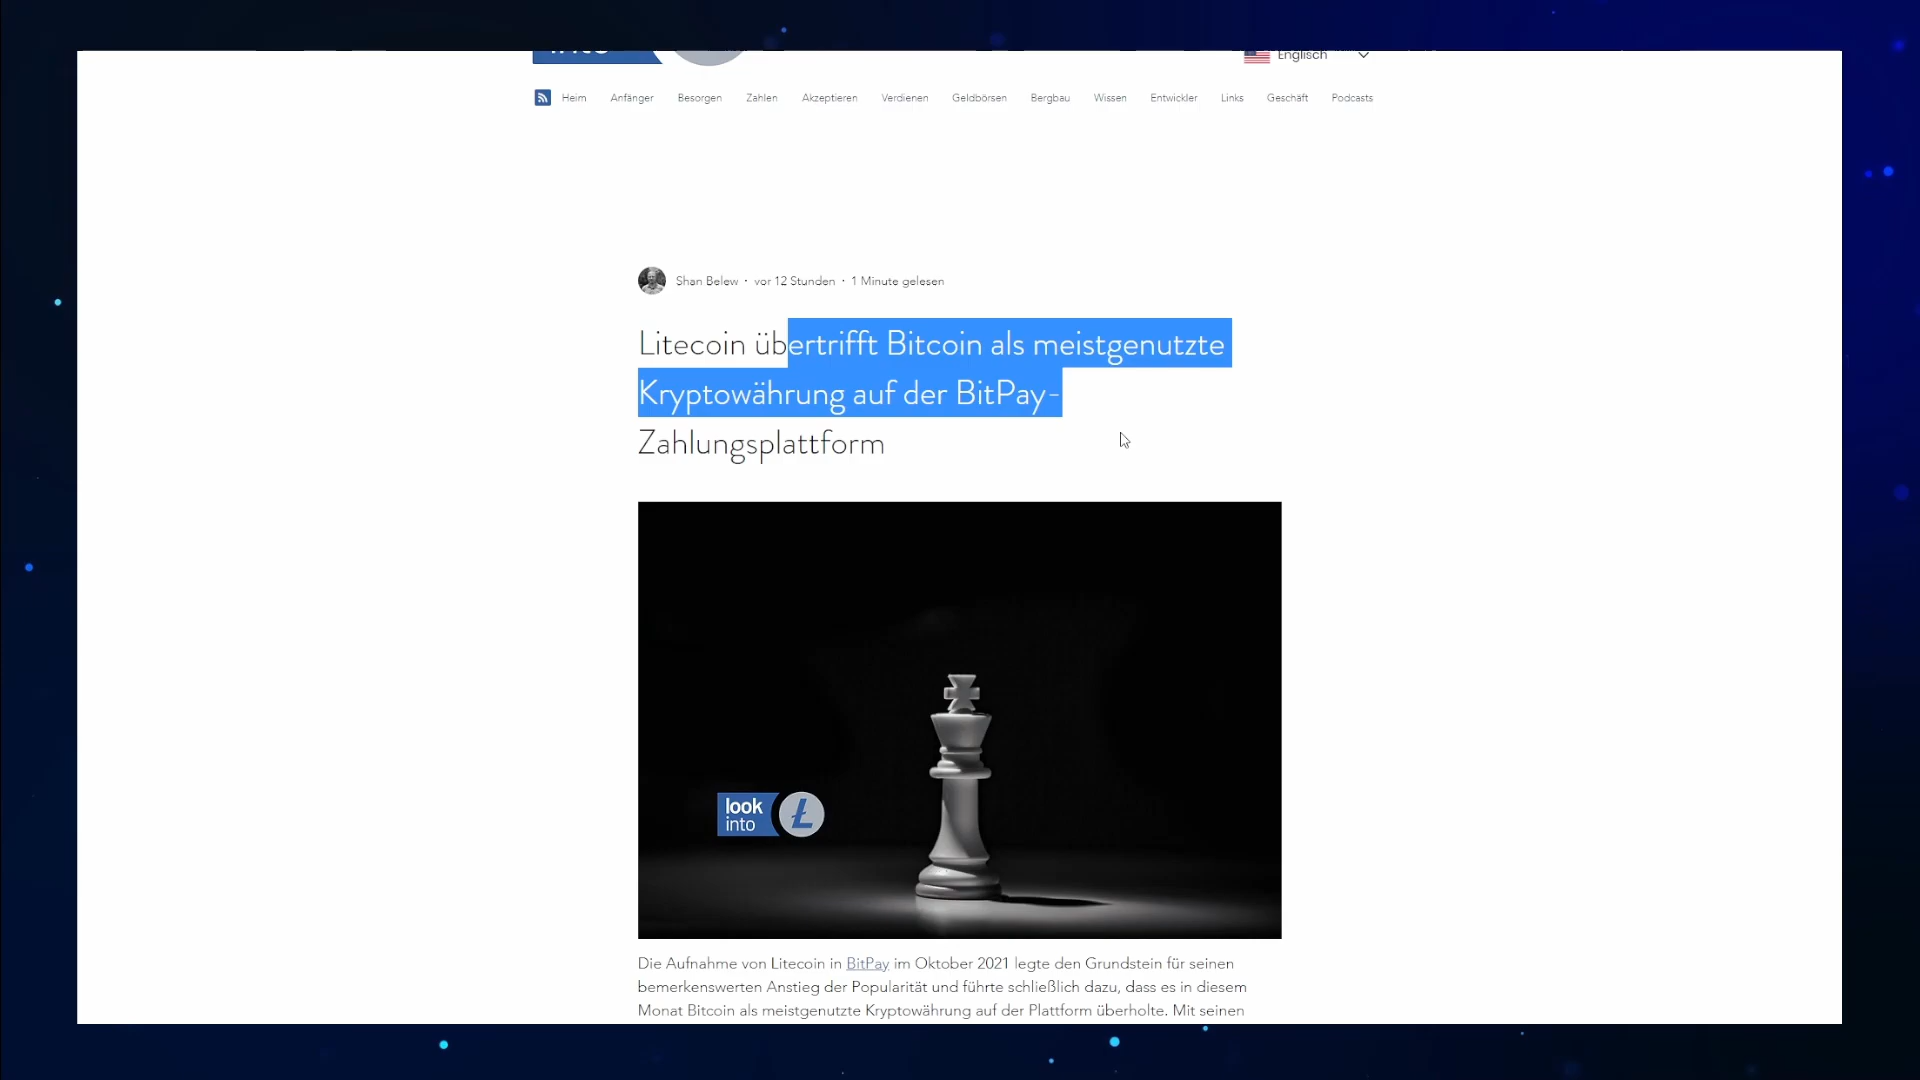 Englisch
Heim Anfänger Besorgen Zahlen Akzeptieren Verdienen Geldbörsen Bergbau Wissen Entwickler Links Geschäft Podcasts
Shan Belew · vor 12 Stunden · 1 Minute gelesen
Litecoin übertrifft Bitcoin als meistgenutzte
Kryptowährung auf der BitPay-
Zahlungsplattform
look
into
Die Aufnahme von Litecoin in BitPay im Oktober 2021 legte den Grundstein für seinen
bemerkenswerten Anstieg der Popularität und führte schließlich dazu, dass es in diesem
Monat Bitcoin als meistgenutzte Kryptowährung auf der Plattform überholte. Mit seinen